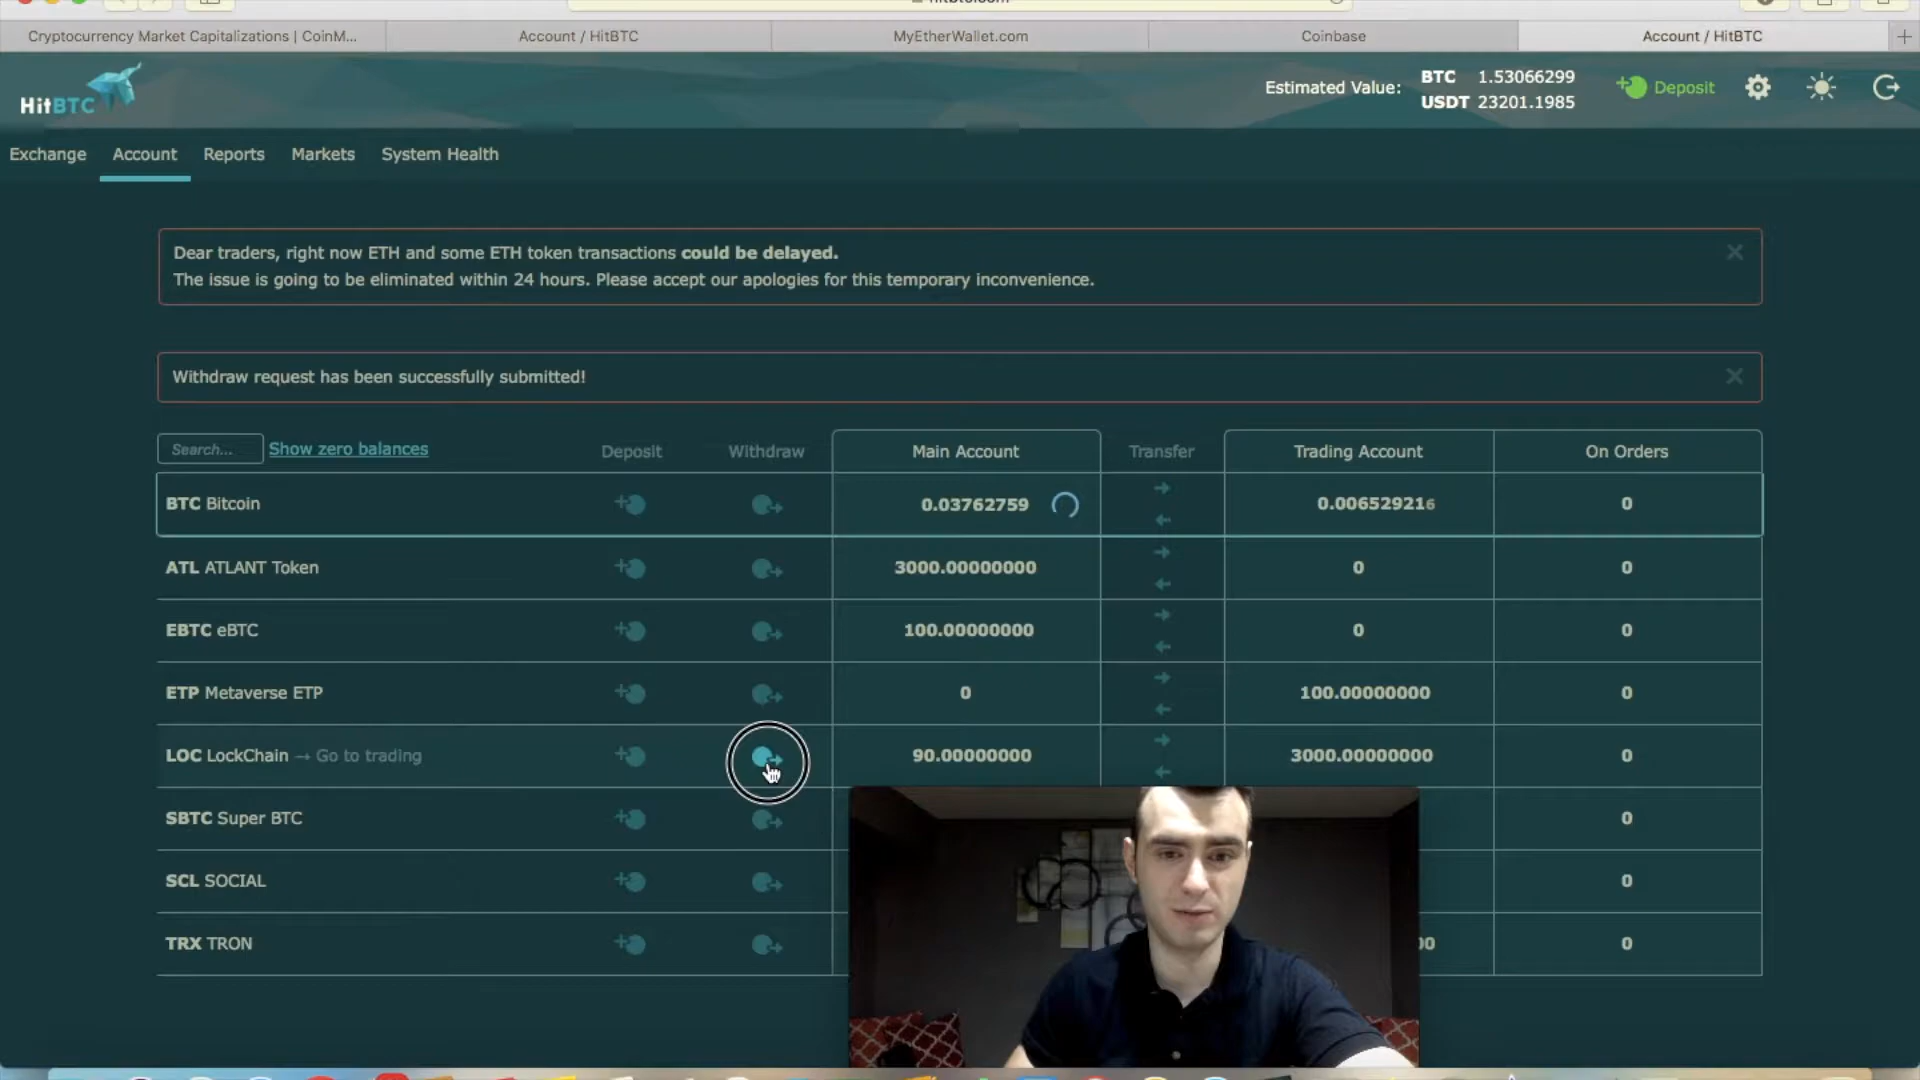 Cryptocurrency Market Capitalizations | CoinM...
Account / HitBTC
MyEtherWallet.com
Coinbase
Account / HitBTC
HitBTC
Estimated Value:
BTC 1.53066299
USDT 23201.1985
Deposit
Exchange
Account
Reports
Markets
System Health
Dear traders, right now ETH and some ETH token transactions could be delayed.
The issue is going to be eliminated within 24 hours. Please accept our apologies for this temporary inconvenience.
Withdraw request has been successfully submitted!
Search...
Show zero balances
Deposit
Withdraw
Main Account
Transfer
Trading Account
On Orders
BTC Bitcoin 0.03762759 0.006529216 0
ATL ATLANT Token 3000.00000000 0 0
EBTC eBTC 100.00000000 0 0
ETP Metaverse ETP 0 100.00000000 0
LOC LockChain → Go to trading 90.00000000 3000.00000000
SBTC Super BTC 0
SCL SOCIAL 0
TRX TRON 0